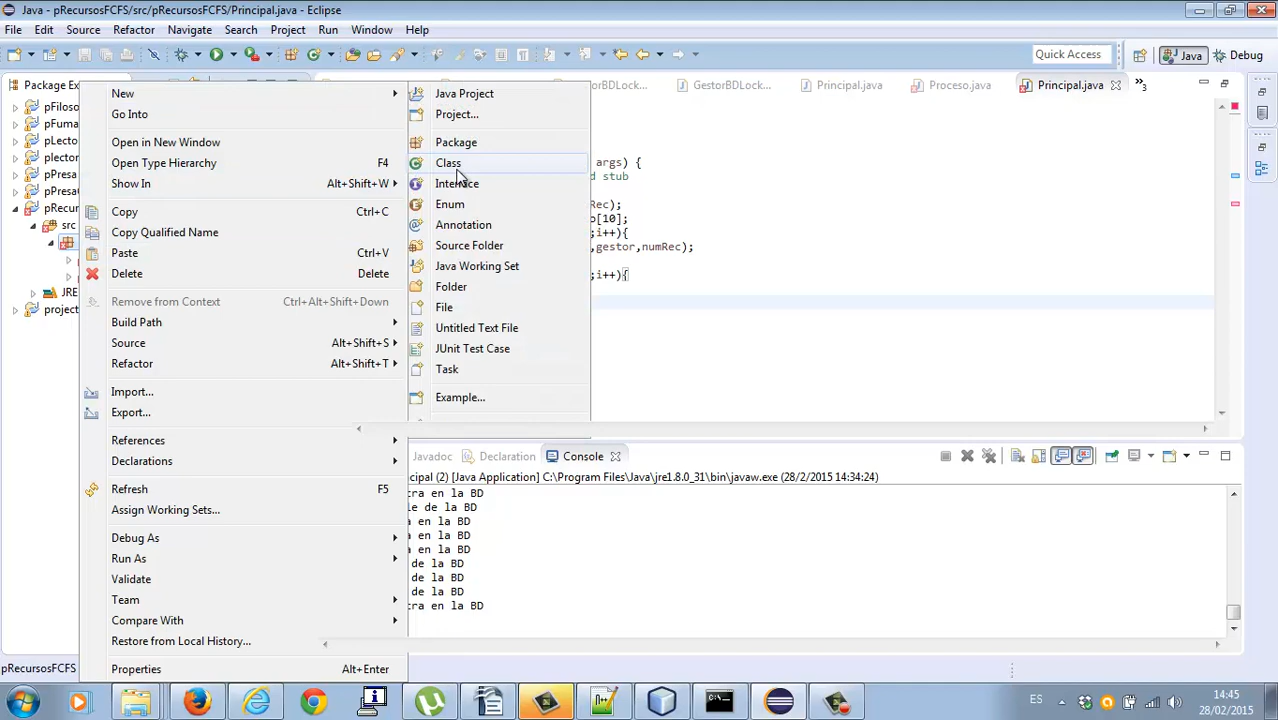 Java - pRecursosFCFS/src/pRecursosFCFS/Principal.java - Eclipse
File Edit Source Refactor Navigate Search Project Run Window Help
Quick Access
Java
Debug
Package Ex
GestorBDLock...
Proceso.java
Principal.java
Principal.java
pFiloso
pFuma
pLecto
plector
pPresa
pPresa
pRecur
src
JRE
project
New
Go Into
Open in New Window
Open Type Hierarchy F4
Show In Alt+Shift+W
Copy Ctrl+C
Copy Qualified Name
Paste Ctrl+V
Delete Delete
Remove from Context Ctrl+Alt+Shift+Down
Build Path
Source Alt+Shift+S
Refactor Alt+Shift+T
Import...
Export...
References
Declarations
Refresh F5
Assign Working Sets...
Debug As
Run As
Validate
Team
Compare With
Restore from Local History...
Properties Alt+Enter
Java Project
Project...
Package
Class
Interface
Enum
Annotation
Source Folder
Java Working Set
Folder
File
Untitled Text File
JUnit Test Case
Task
Example...
args) {
d stub
Rec);
o[10];
;i++){
,gestor,numRec);
;i++){
Javadoc
Declaration
Console
cipal (2) [Java Application] C:\Program Files\Java\jre1.8.0_31\bin\javaw.exe (28/2/2015 14:34:24)
tra en la BD
le de la BD
a en la BD
a en la BD
a en la BD
de la BD
de la BD
de la BD
tra en la BD
pRecursosFCFS
ES
14:45
28/02/2015